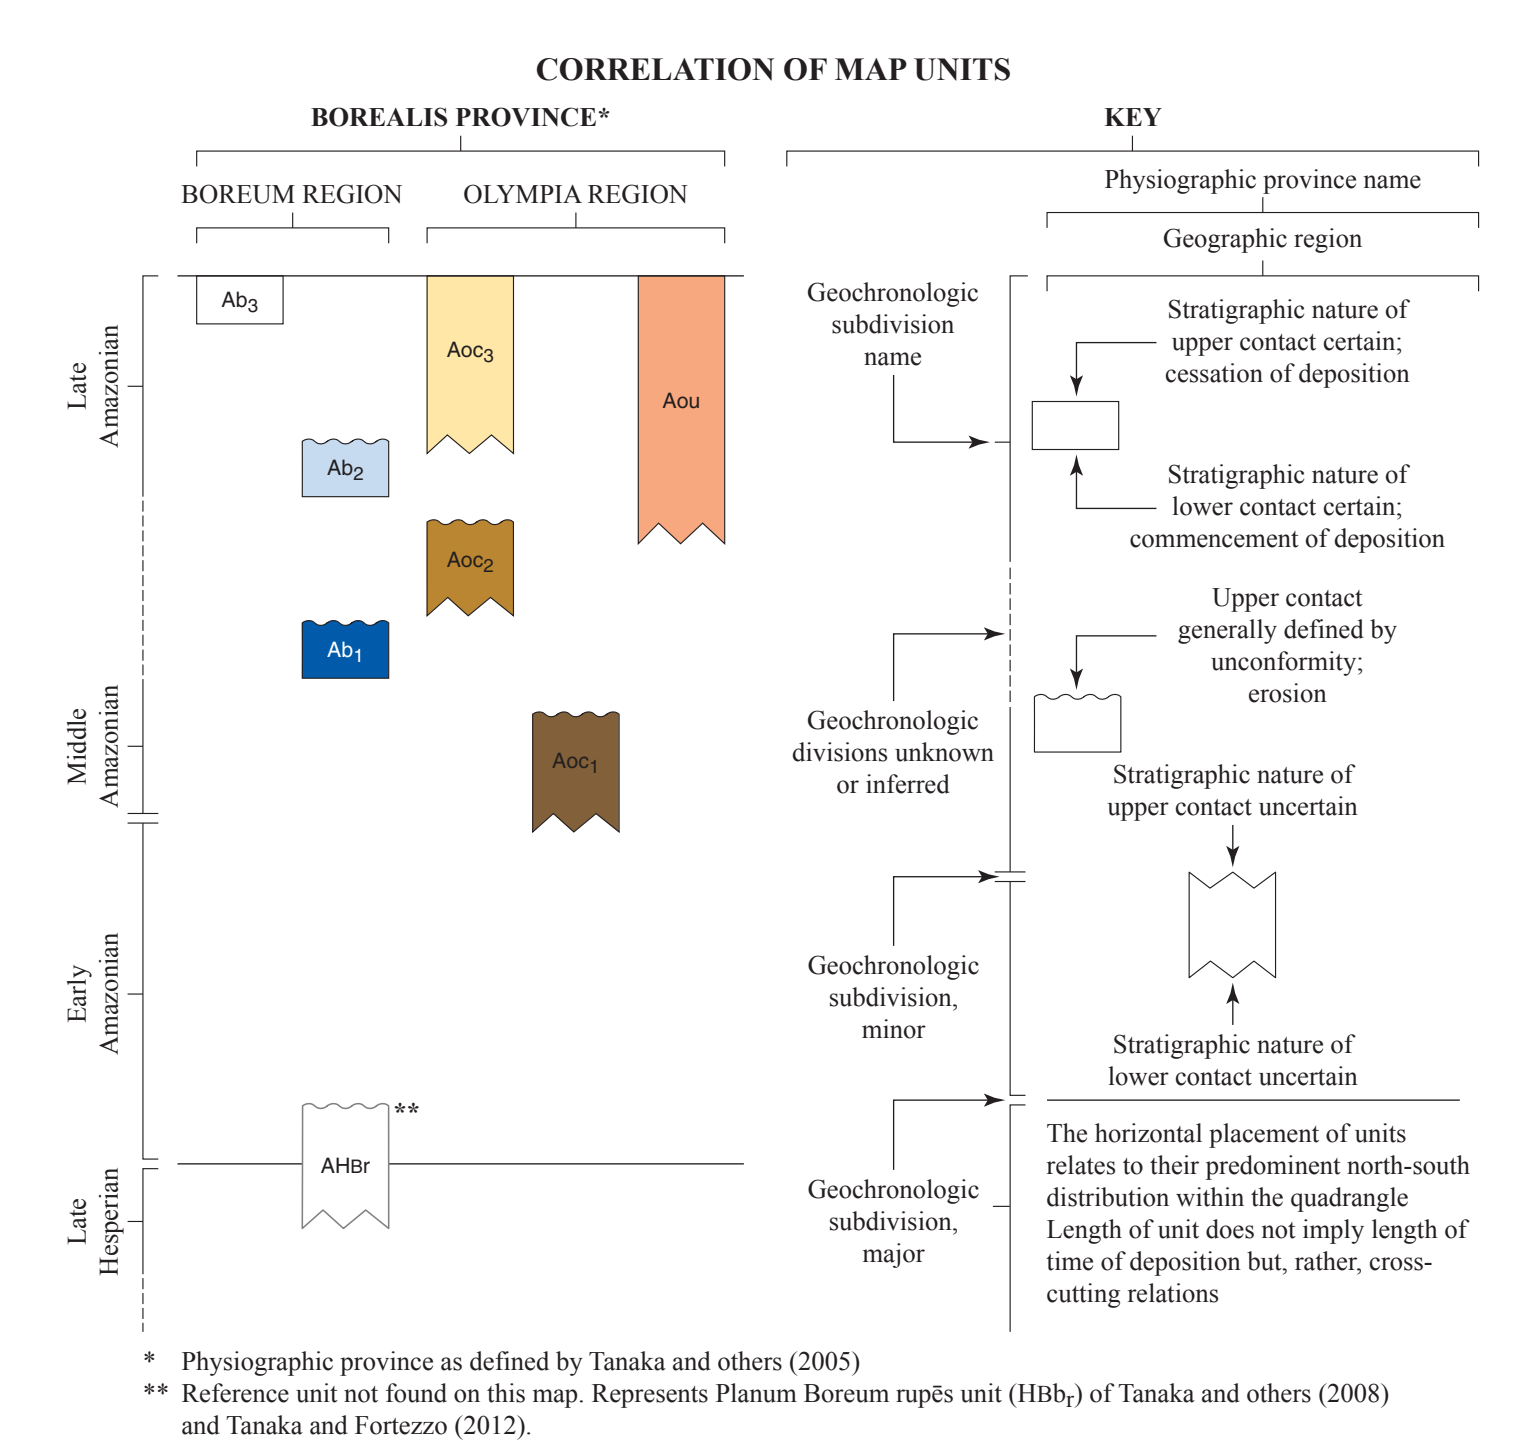 CORRELATION OF MAP UNITS
BOREALIS PROVINCE*
BOREUM REGION
OLYMPIA REGION
Late
Amazonian
Middle
Amazonian
Early
Amazonian
Late
Hesperian
Ab3
Aoc3
Aou
Ab2
Aoc2
Ab1
Aoc1
**
AHBr
KEY
Physiographic province name
Geographic region
Geochronologic
subdivision
name
Stratigraphic nature of
upper contact certain;
cessation of deposition
Stratigraphic nature of
lower contact certain;
commencement of deposition
Upper contact
generally defined by
unconformity;
erosion
Geochronologic
divisions unknown
or inferred
Stratigraphic nature of
upper contact uncertain
Geochronologic
subdivision,
minor
Stratigraphic nature of
lower contact uncertain
Geochronologic
subdivision,
major
The horizontal placement of units
relates to their predominent north-south
distribution within the quadrangle
Length of unit does not imply length of
time of deposition but, rather, cross-
cutting relations
* Physiographic province as defined by Tanaka and others (2005)
** Reference unit not found on this map. Represents Planum Boreum rupēs unit (HBbr) of Tanaka and others (2008)
and Tanaka and Fortezzo (2012).